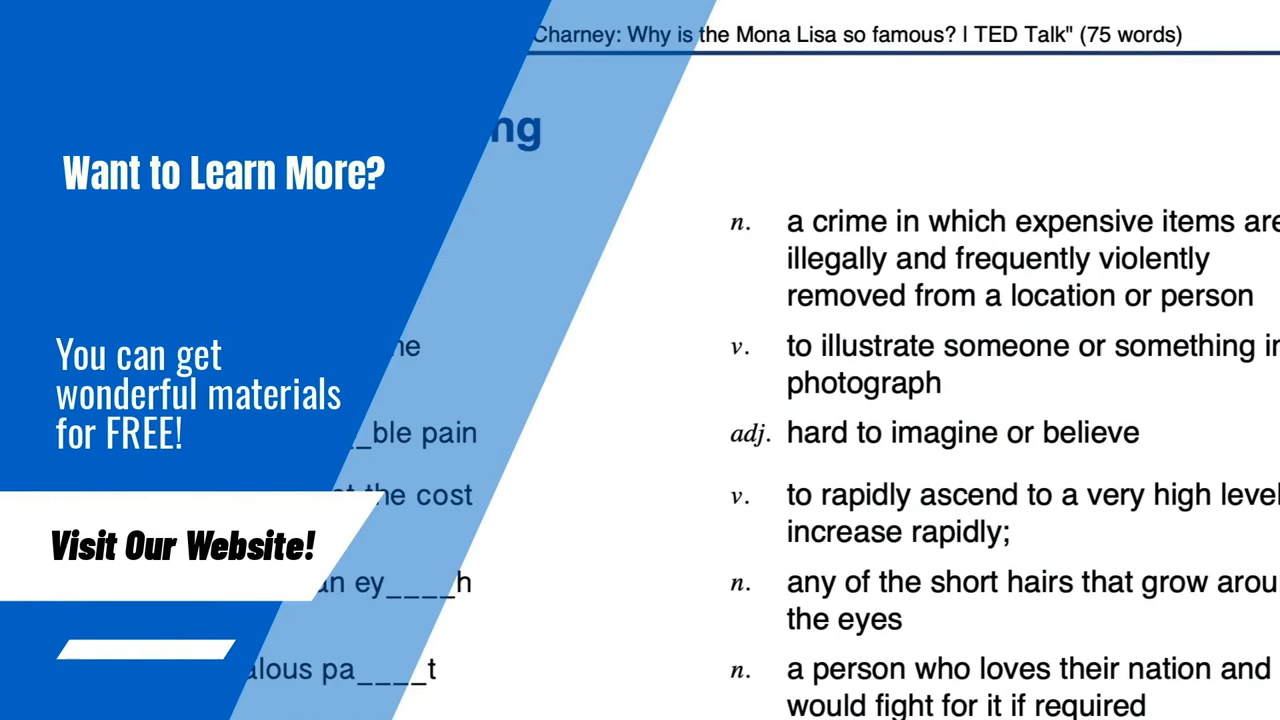 Charney: Why is the Mona Lisa so famous? | TED Talk" (75 words)
ng
Want to Learn More?
You can get
wonderful materials
for FREE!
Visit Our Website!
n. a crime in which expensive items are
illegally and frequently violently
removed from a location or person
ne
v. to illustrate someone or something in
photograph
_ble pain
adj. hard to imagine or believe
the cost
v. to rapidly ascend to a very high level
increase rapidly;
an ey____h
n. any of the short hairs that grow arou
the eyes
alous pa____t
n. a person who loves their nation and
would fight for it if required